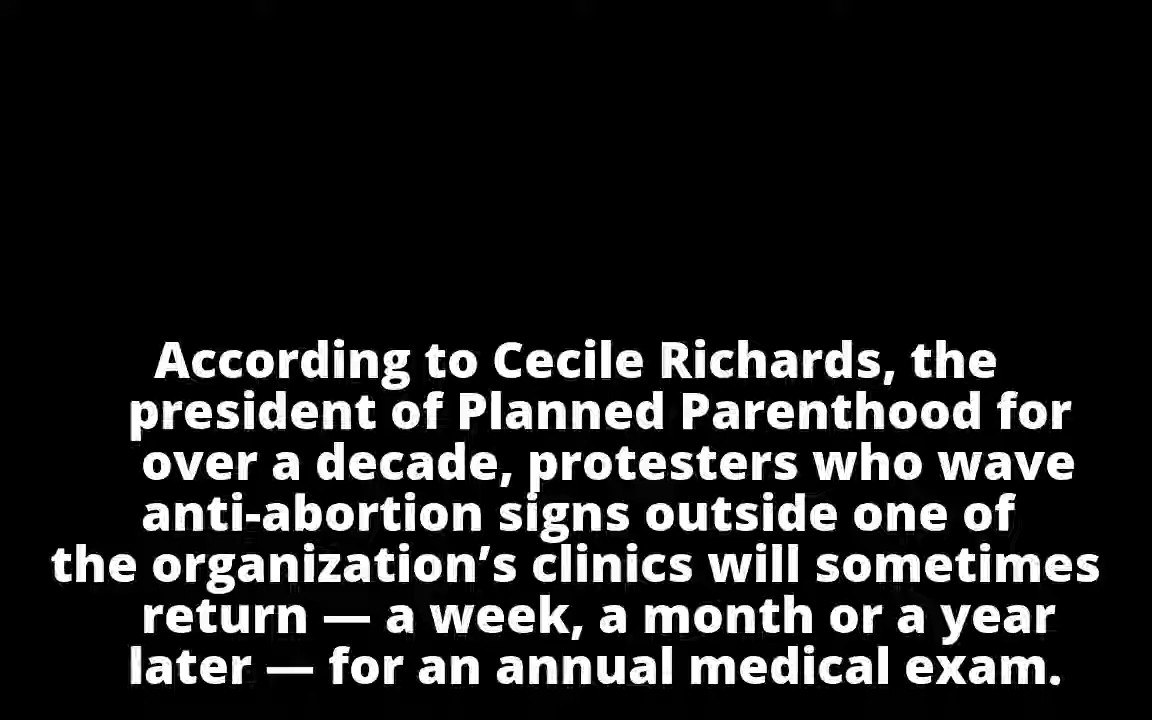 According to Cecile Richards, the
president of Planned Parenthood for
over a decade, protesters who wave
anti-abortion signs outside one of
the organization’s clinics will sometimes
return — a week, a month or a year
later — for an annual medical exam.